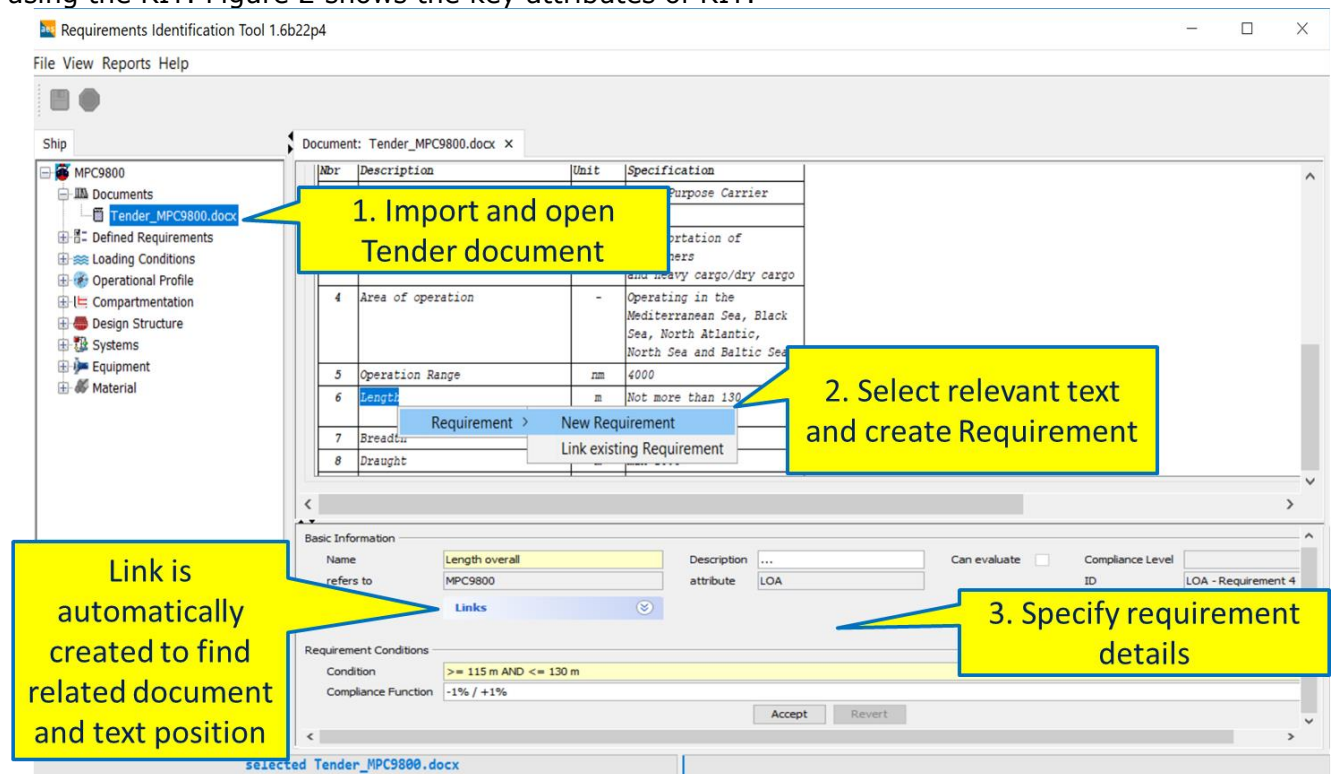 using the RIT. Figure 2 shows the key attributes of RIT.
Requirements Identification Tool 1.6b22p4
File View Reports Help
Ship
Document: Tender_MPC9800.docx ×
MPC9800
Documents
Tender_MPC9800.docx
Defined Requirements
Loading Conditions
Operational Profile
Compartmentation
Design Structure
Systems
Equipment
Material
Nbr Description Unit Specification
Purpose Carrier
and heavy cargo/dry cargo
4 Area of operation - Operating in the
Mediterranean Sea, Black
Sea, North Atlantic,
North Sea and Baltic Sea
5 Operation Range nm 4000
6 Length m Not more than 130
7 Breadth
8 Draught
Requirement > New Requirement
Link existing Requirement
1. Import and open
Tender document
2. Select relevant text
and create Requirement
Basic Information
Name Length overall Description ... Can evaluate Compliance Level
refers to MPC9800 attribute LOA ID LOA - Requirement 4
Links
3. Specify requirement
details
Requirement Conditions
Condition >= 115 m AND <= 130 m
Compliance Function -1% / +1%
Accept Revert
Link is
automatically
created to find
related document
and text position
selected Tender_MPC9800.docx